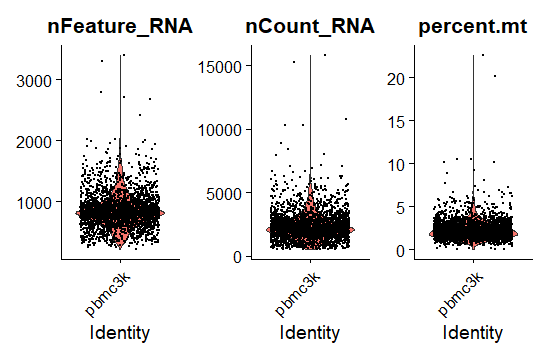 nFeature_RNA
3000
2000
1000
pbmc3k
Identity
nCount_RNA
15000
10000
5000
0
pbmc3k
Identity
percent.mt
20
15
10
5
0
pbmc3k
Identity